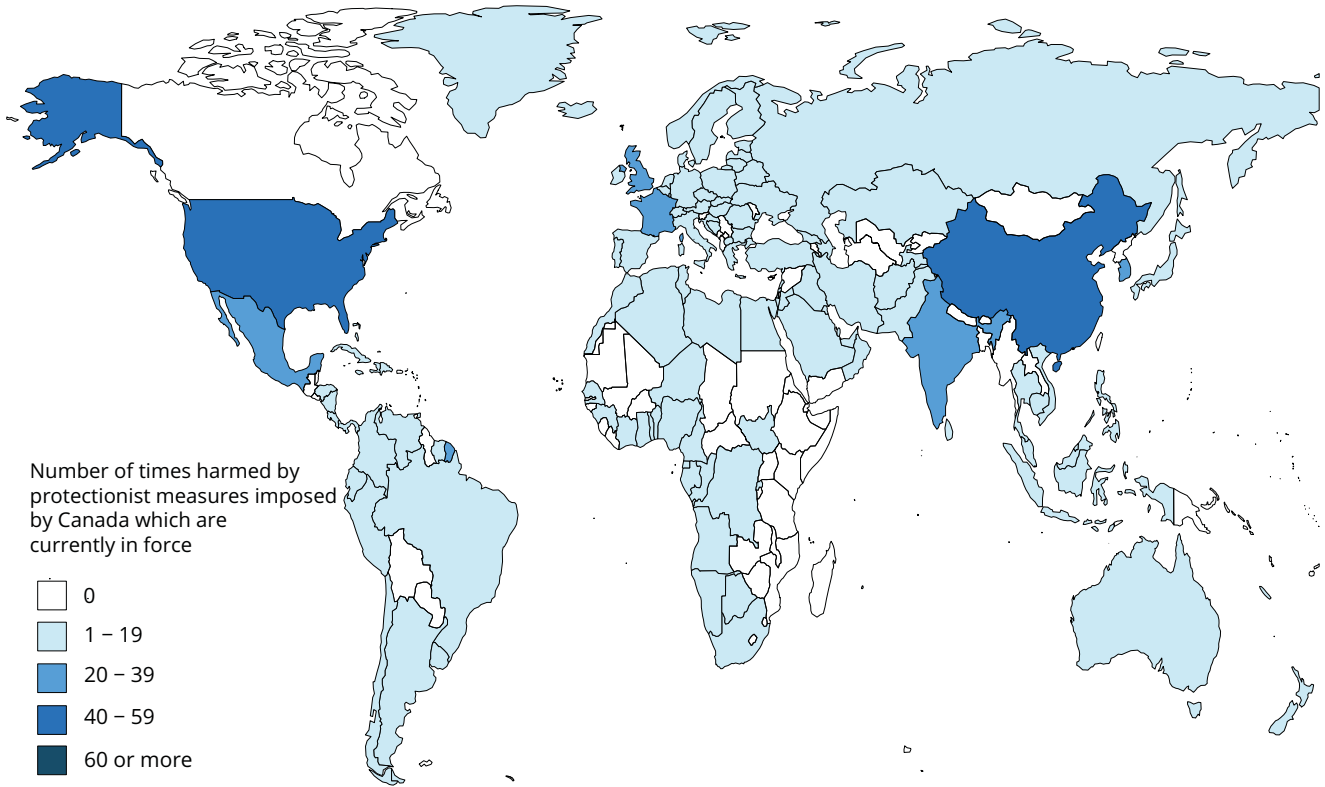 Number of times harmed by
protectionist measures imposed
by Canada which are
currently in force
0
1 – 19
20 – 39
40 – 59
60 or more